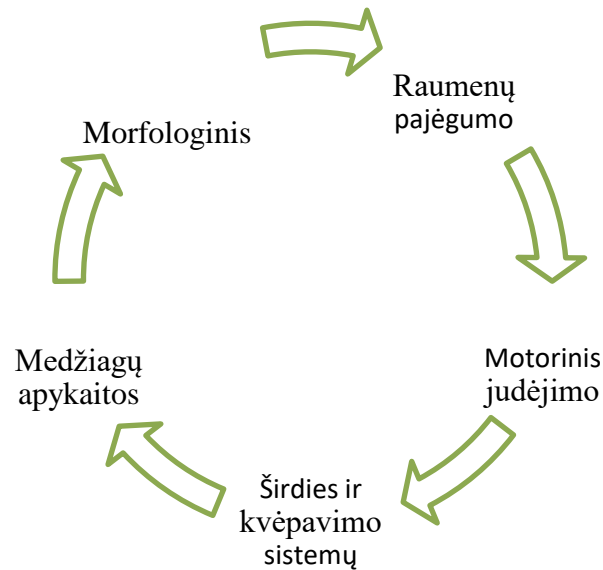 Morfologinis
Raumenų
pajėgumo
Motorinis
judėjimo
Širdies ir
kvėpavimo
sistemų
Medžiagų
apykaitos